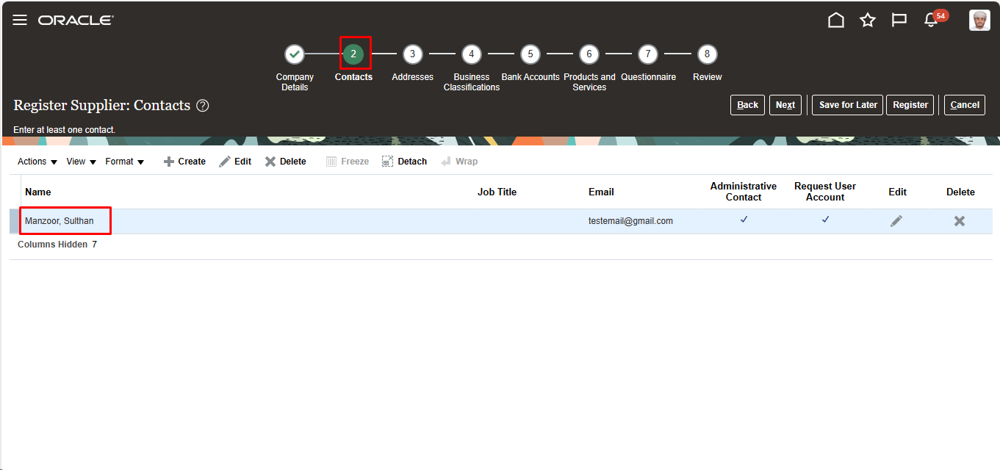 ORACLE
54
2
3
4
5
6
7
8
Company
Details
Contacts
Addresses
Business
Classifications
Bank Accounts
Products and
Services
Questionnaire
Review
Register Supplier: Contacts ?
Back
Next
Save for Later
Register
Cancel
Enter at least one contact.
Actions
View
Format
Create
Edit
Delete
Freeze
Detach
Wrap
Name
Job Title
Email
Administrative
Contact
Request User
Account
Edit
Delete
Manzoor, Sulthan
testemail@gmail.com
Columns Hidden 7